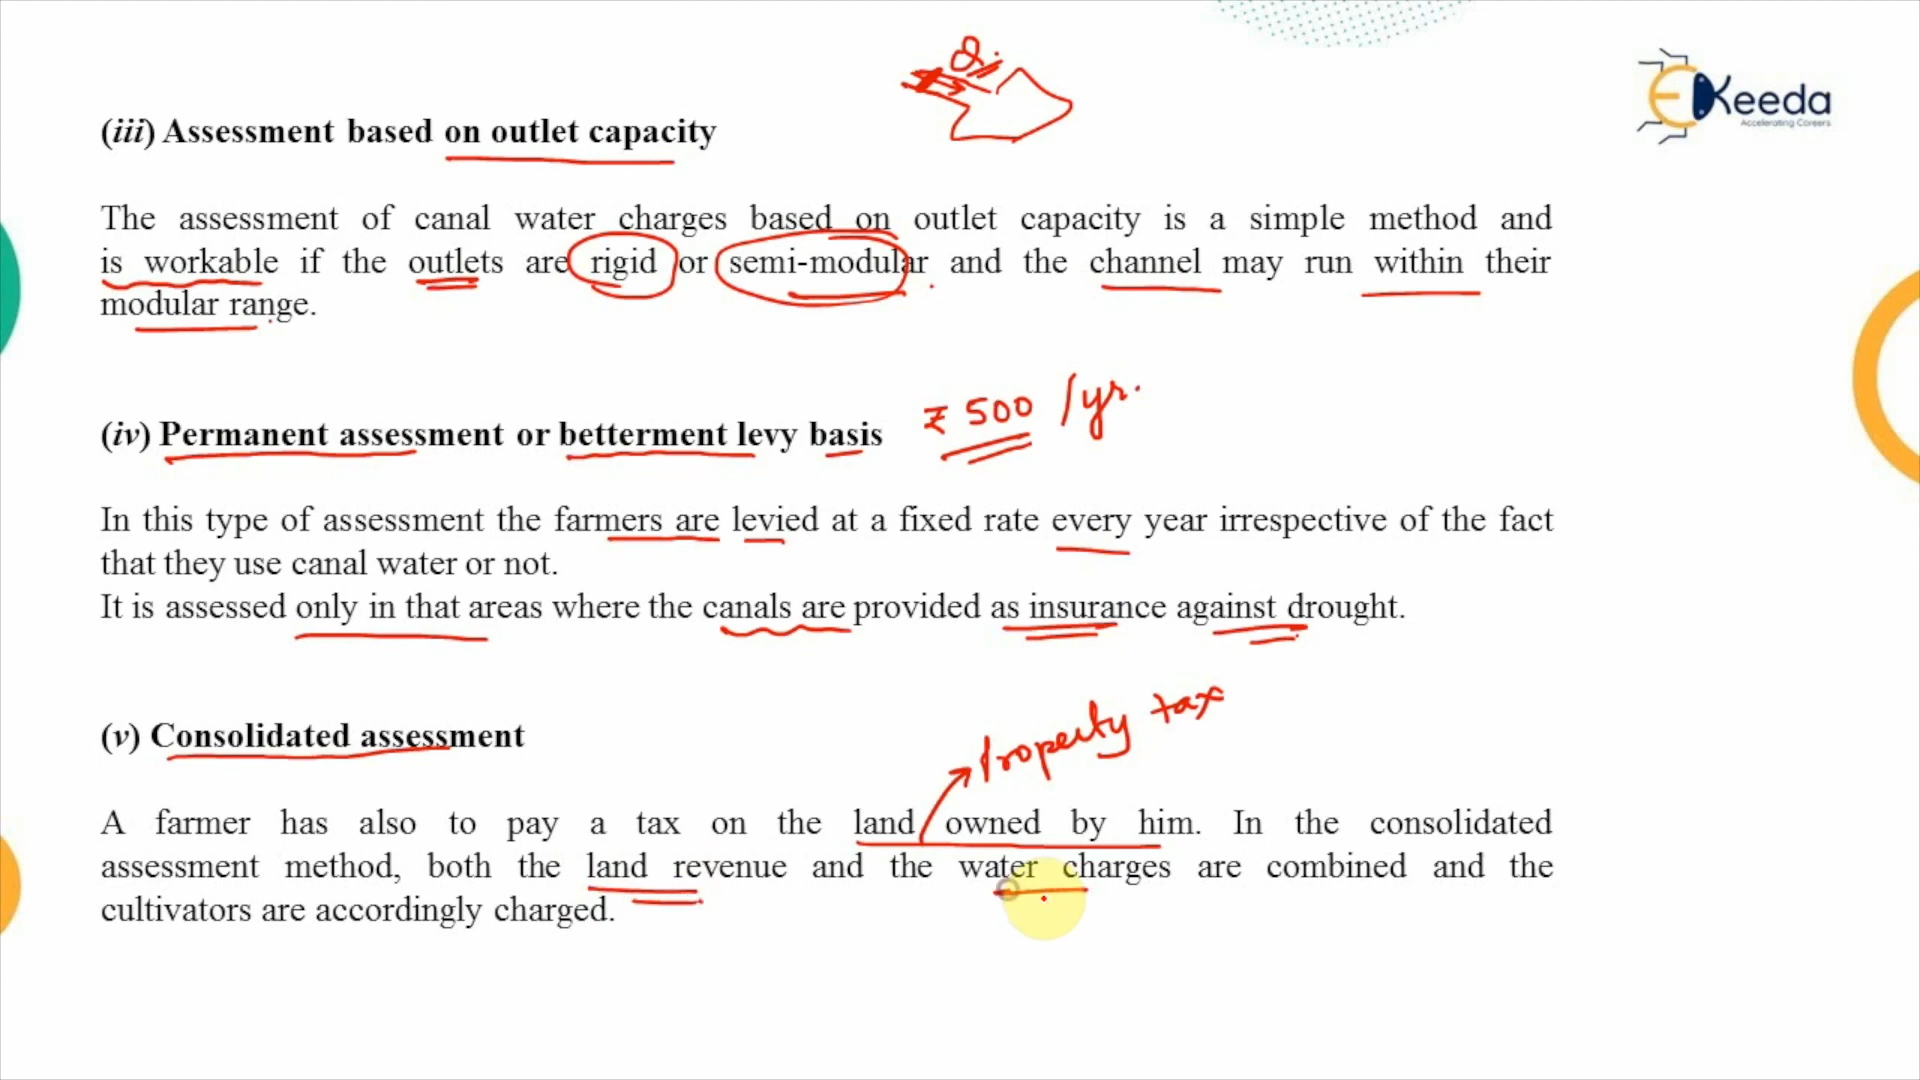 Q.
EKeeda
Accelerating Careers
(iii) Assessment based on outlet capacity
The assessment of canal water charges based on outlet capacity is a simple method and
is workable if the outlets are rigid or semi-modular and the channel may run within their
modular range.
₹ 500 /yr.
(iv) Permanent assessment or betterment levy basis
In this type of assessment the farmers are levied at a fixed rate every year irrespective of the fact
that they use canal water or not.
It is assessed only in that areas where the canals are provided as insurance against drought.
Property tax
(v) Consolidated assessment
A farmer has also to pay a tax on the land owned by him. In the consolidated
assessment method, both the land revenue and the water charges are combined and the
cultivators are accordingly charged.